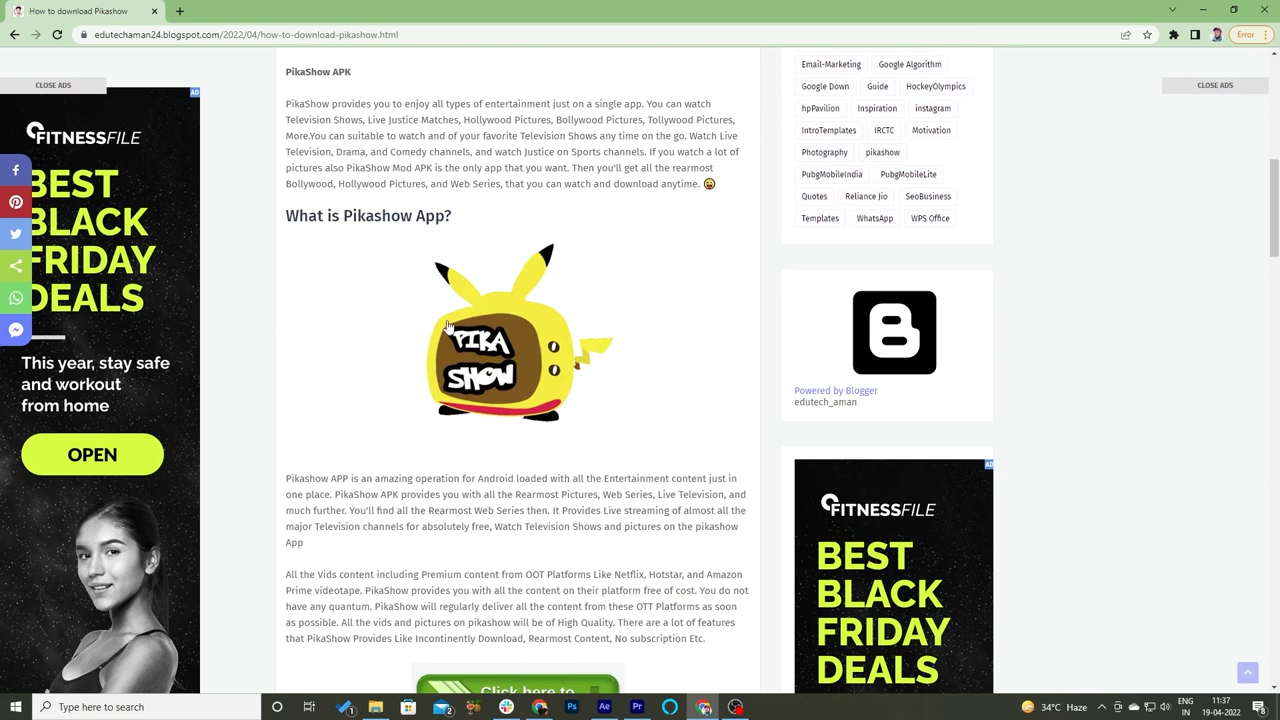 How to download Pikashow
edutechaman24.blogspot.com/2022/04/how-to-download-pikashow.html
Error
CLOSE ADS
AD
FITNESSFILE
BEST
BLACK
FRIDAY
DEALS
This year, stay safe
and workout
from home
OPEN
PikaShow APK
PikaShow provides you to enjoy all types of entertainment just on a single app. You can watch
Television Shows, Live Justice Matches, Hollywood Pictures, Bollywood Pictures, Tollywood Pictures,
More.You can suitable to watch and of your favorite Television Shows any time on the go. Watch Live
Television, Drama, and Comedy channels, and watch Justice on Sports channels. If you watch a lot of
pictures also PikaShow Mod APK is the only app that you want. Then you'll get all the rearmost
Bollywood, Hollywood Pictures, and Web Series, that you can watch and download anytime. 😛
What is Pikashow App?
PIKA
SHOW
Pikashow APP is an amazing operation for Android loaded with all the Entertainment content just in
one place. PikaShow APK provides you with all the Rearmost Pictures, Web Series, Live Television, and
much further. You'll find all the Rearmost Web Series then. It Provides Live streaming of almost all the
major Television channels for absolutely free, Watch Television Shows and pictures on the pikashow
App
All the Vids content including Premium content from OOT Platforms Like Netflix, Hotstar, and Amazon
Prime videotape. PikaShow provides you with all the content on their platform free of cost. You do not
have any quantum. PikaShow will regularly deliver all the content from these OTT Platforms as soon
as possible. All the vids and pictures on pikashow will be of High Quality. There are a lot of features
that PikaShow Provides Like Incontinently Download, Rearmost Content, No subscription Etc.
Click here to
Email-Marketing Google Algorithm
Google Down Guide HockeyOlympics
hpPavilion Inspiration instagram
IntroTemplates IRCTC Motivation
Photography pikashow
PubgMobileIndia PubgMobileLite
Quotes Reliance Jio SeoBusiness
Templates WhatsApp WPS Office
Powered by Blogger
edutech_aman
AD
FITNESSFILE
BEST
BLACK
FRIDAY
DEALS
CLOSE ADS
Type here to search
34°C Haze
ENG
11:37
19-04-2022